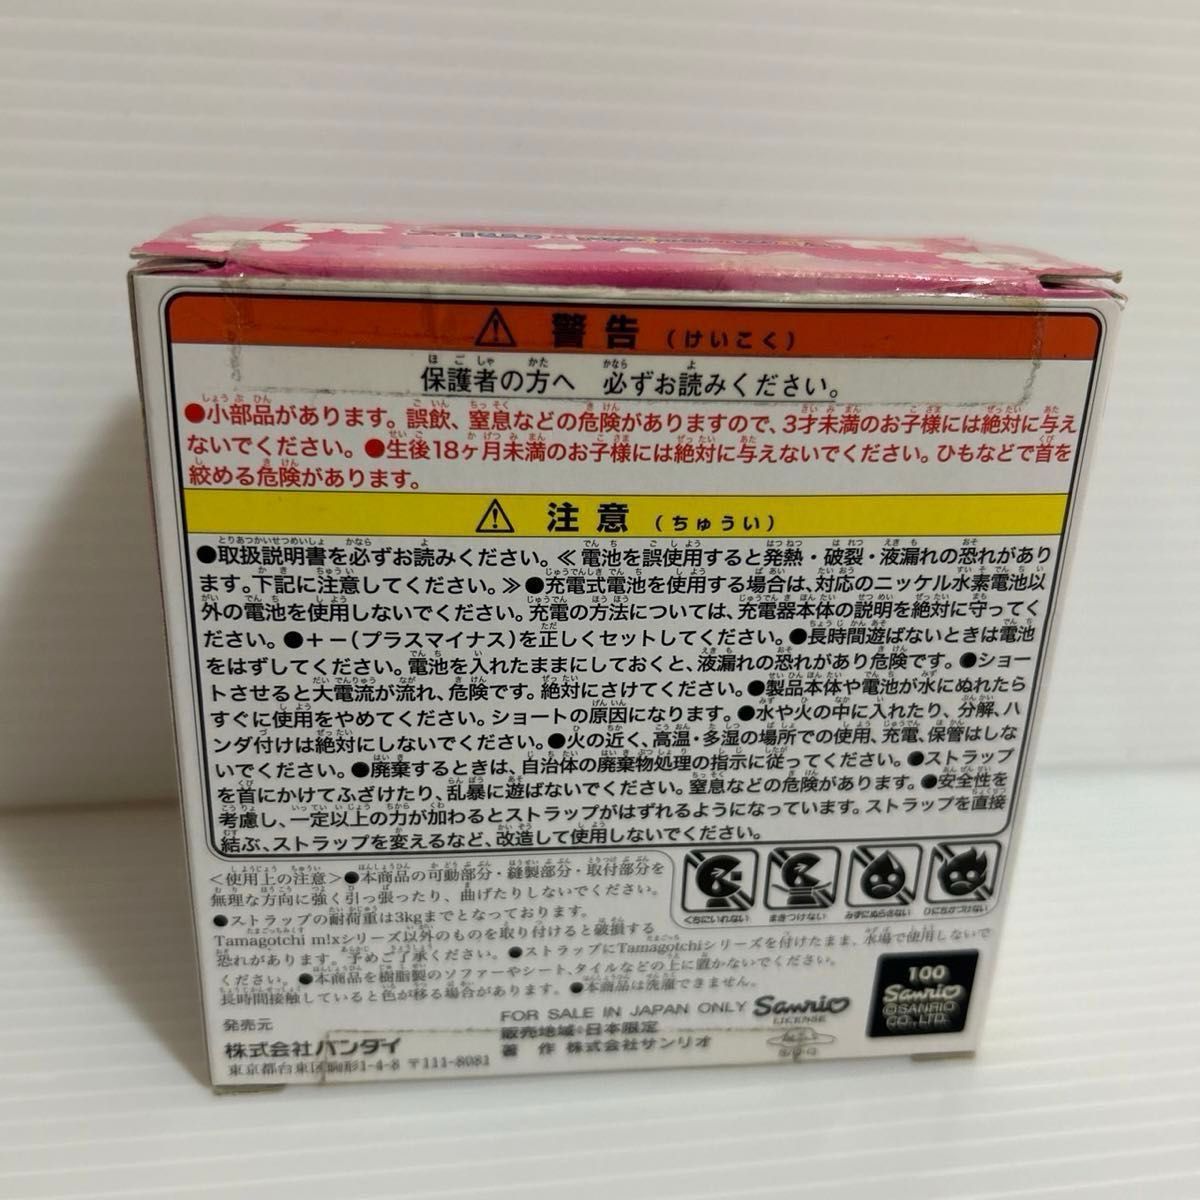 警告（けいこく）
保護者の方へ 必ずお読みください。
●小部品があります。誤飲、窒息などの危険がありますので、3才未満のお子様には絶対に与え
ないでください。●生後18ヶ月未満のお子様には絶対に与えないでください。ひもなどで首を
絞める危険があります。
注意（ちゅうい）
●取扱説明書を必ずお読みください。≪電池を誤使用すると発熱・破裂・液漏れの恐れがあり
ます。下記に注意してください。≫●充電式電池を使用する場合は、対応のニッケル水素電池以
外の電池を使用しないでください。充電の方法については、充電器本体の説明を絶対に守ってく
ださい。●＋－（プラスマイナス）を正しくセットしてください。●長時間遊ばないときは電池
をはずしてください。電池を入れたままにしておくと、液漏れの恐れがあり危険です。●ショー
トさせると大電流が流れ、危険です。絶対にさけてください。●製品本体や電池が水にぬれたら
すぐに使用をやめてください。ショートの原因になります。●水や火の中に入れたり、分解、ハ
ンダ付けは絶対にしないでください。●火の近く、高温・多湿の場所での使用、充電、保管はしな
いでください。●廃棄するときは、自治体の廃棄物処理の指示に従ってください。●ストラップ
を首にかけてふざけたり、乱暴に遊ばないでください。窒息などの危険があります。●安全性を
考慮し、一定以上の力が加わるとストラップがはずれるようになっています。ストラップを直接
結ぶ、ストラップを変えるなど、改造して使用しないでください。
＜使用上の注意＞●本商品の可動部分・縫製部分・取付部分を
無理な方向に強く引っ張ったり、曲げたりしないでください。
●ストラップの耐荷重は3kgまでとなっております。
Tamagotchi m!xシリーズ以外のものを取り付けると破損する
恐れがあります。予めご了承ください。●ストラップにTamagotchiシリーズを付けたまま、水場で使用しないで
ください。●本商品を樹脂製のソファーやシート、タイルなどの上に置かないでください。
長時間接触していると色が移る場合があります。●本商品は洗濯できません。
くちにいれない
まきつけない
みずにぬらさない
ひにちかづけない
発売元
株式会社バンダイ
東京都台東区駒形1-4-8 〒111-8081
FOR SALE IN JAPAN ONLY
販売地域：日本限定
著作 株式会社サンリオ
Sanrio
LICENSE
100
Sanrio
©SANRIO
CO., LTD.